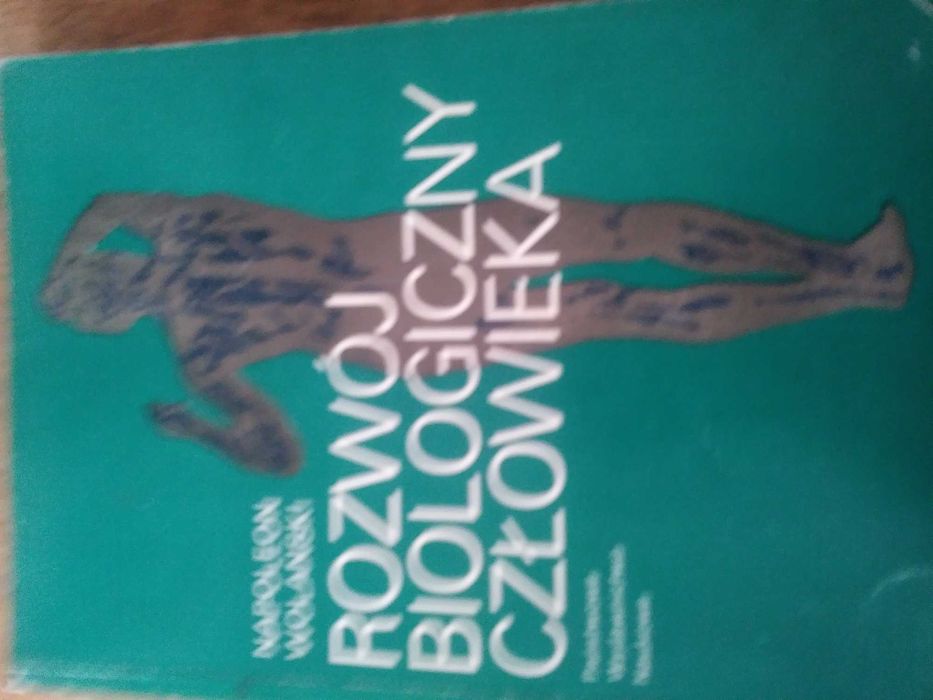 NAPOLEON
WOLAŃSKI
ROZWÓJ
BIOLOGICZNY
CZŁOWIEKA
Państwowe
Wydawnictwo
Naukowe